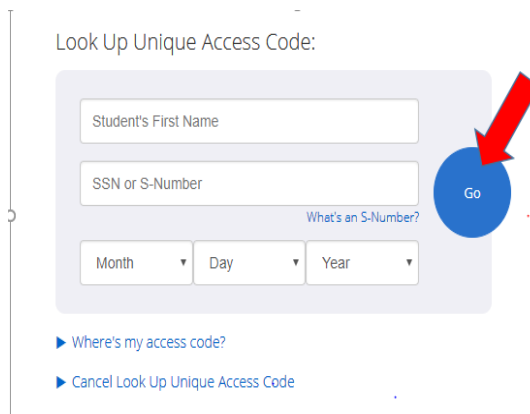 Look Up Unique Access Code:
Student's First Name
SSN or S-Number
Go
What's an S-Number?
Month Day Year
Where's my access code?
Cancel Look Up Unique Access Code